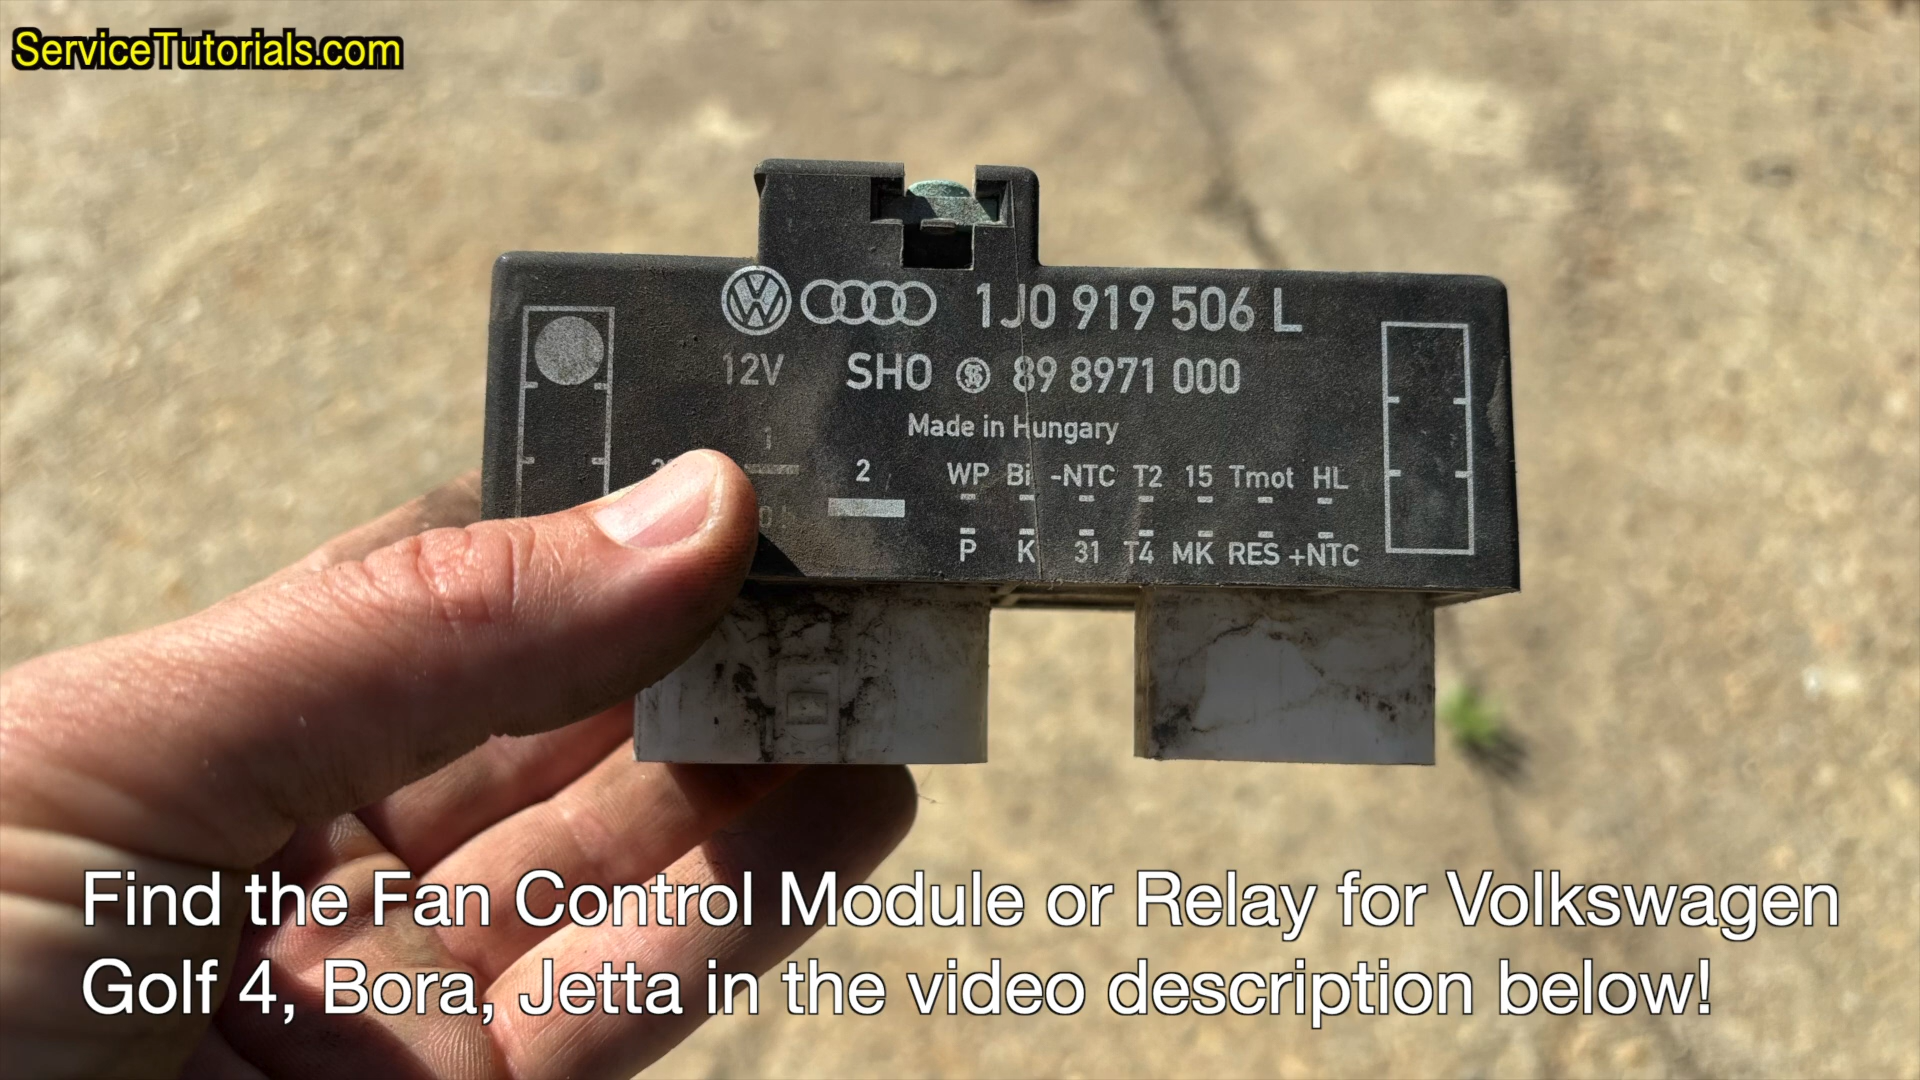 ServiceTutorials.com
1J0 919 506 L
12V SHO 89 8971 000
Made in Hungary
1
2
WP Bi -NTC T2 15 Tmot HL
P K 31 T4 MK RES +NTC
Find the Fan Control Module or Relay for Volkswagen
Golf 4, Bora, Jetta in the video description below!